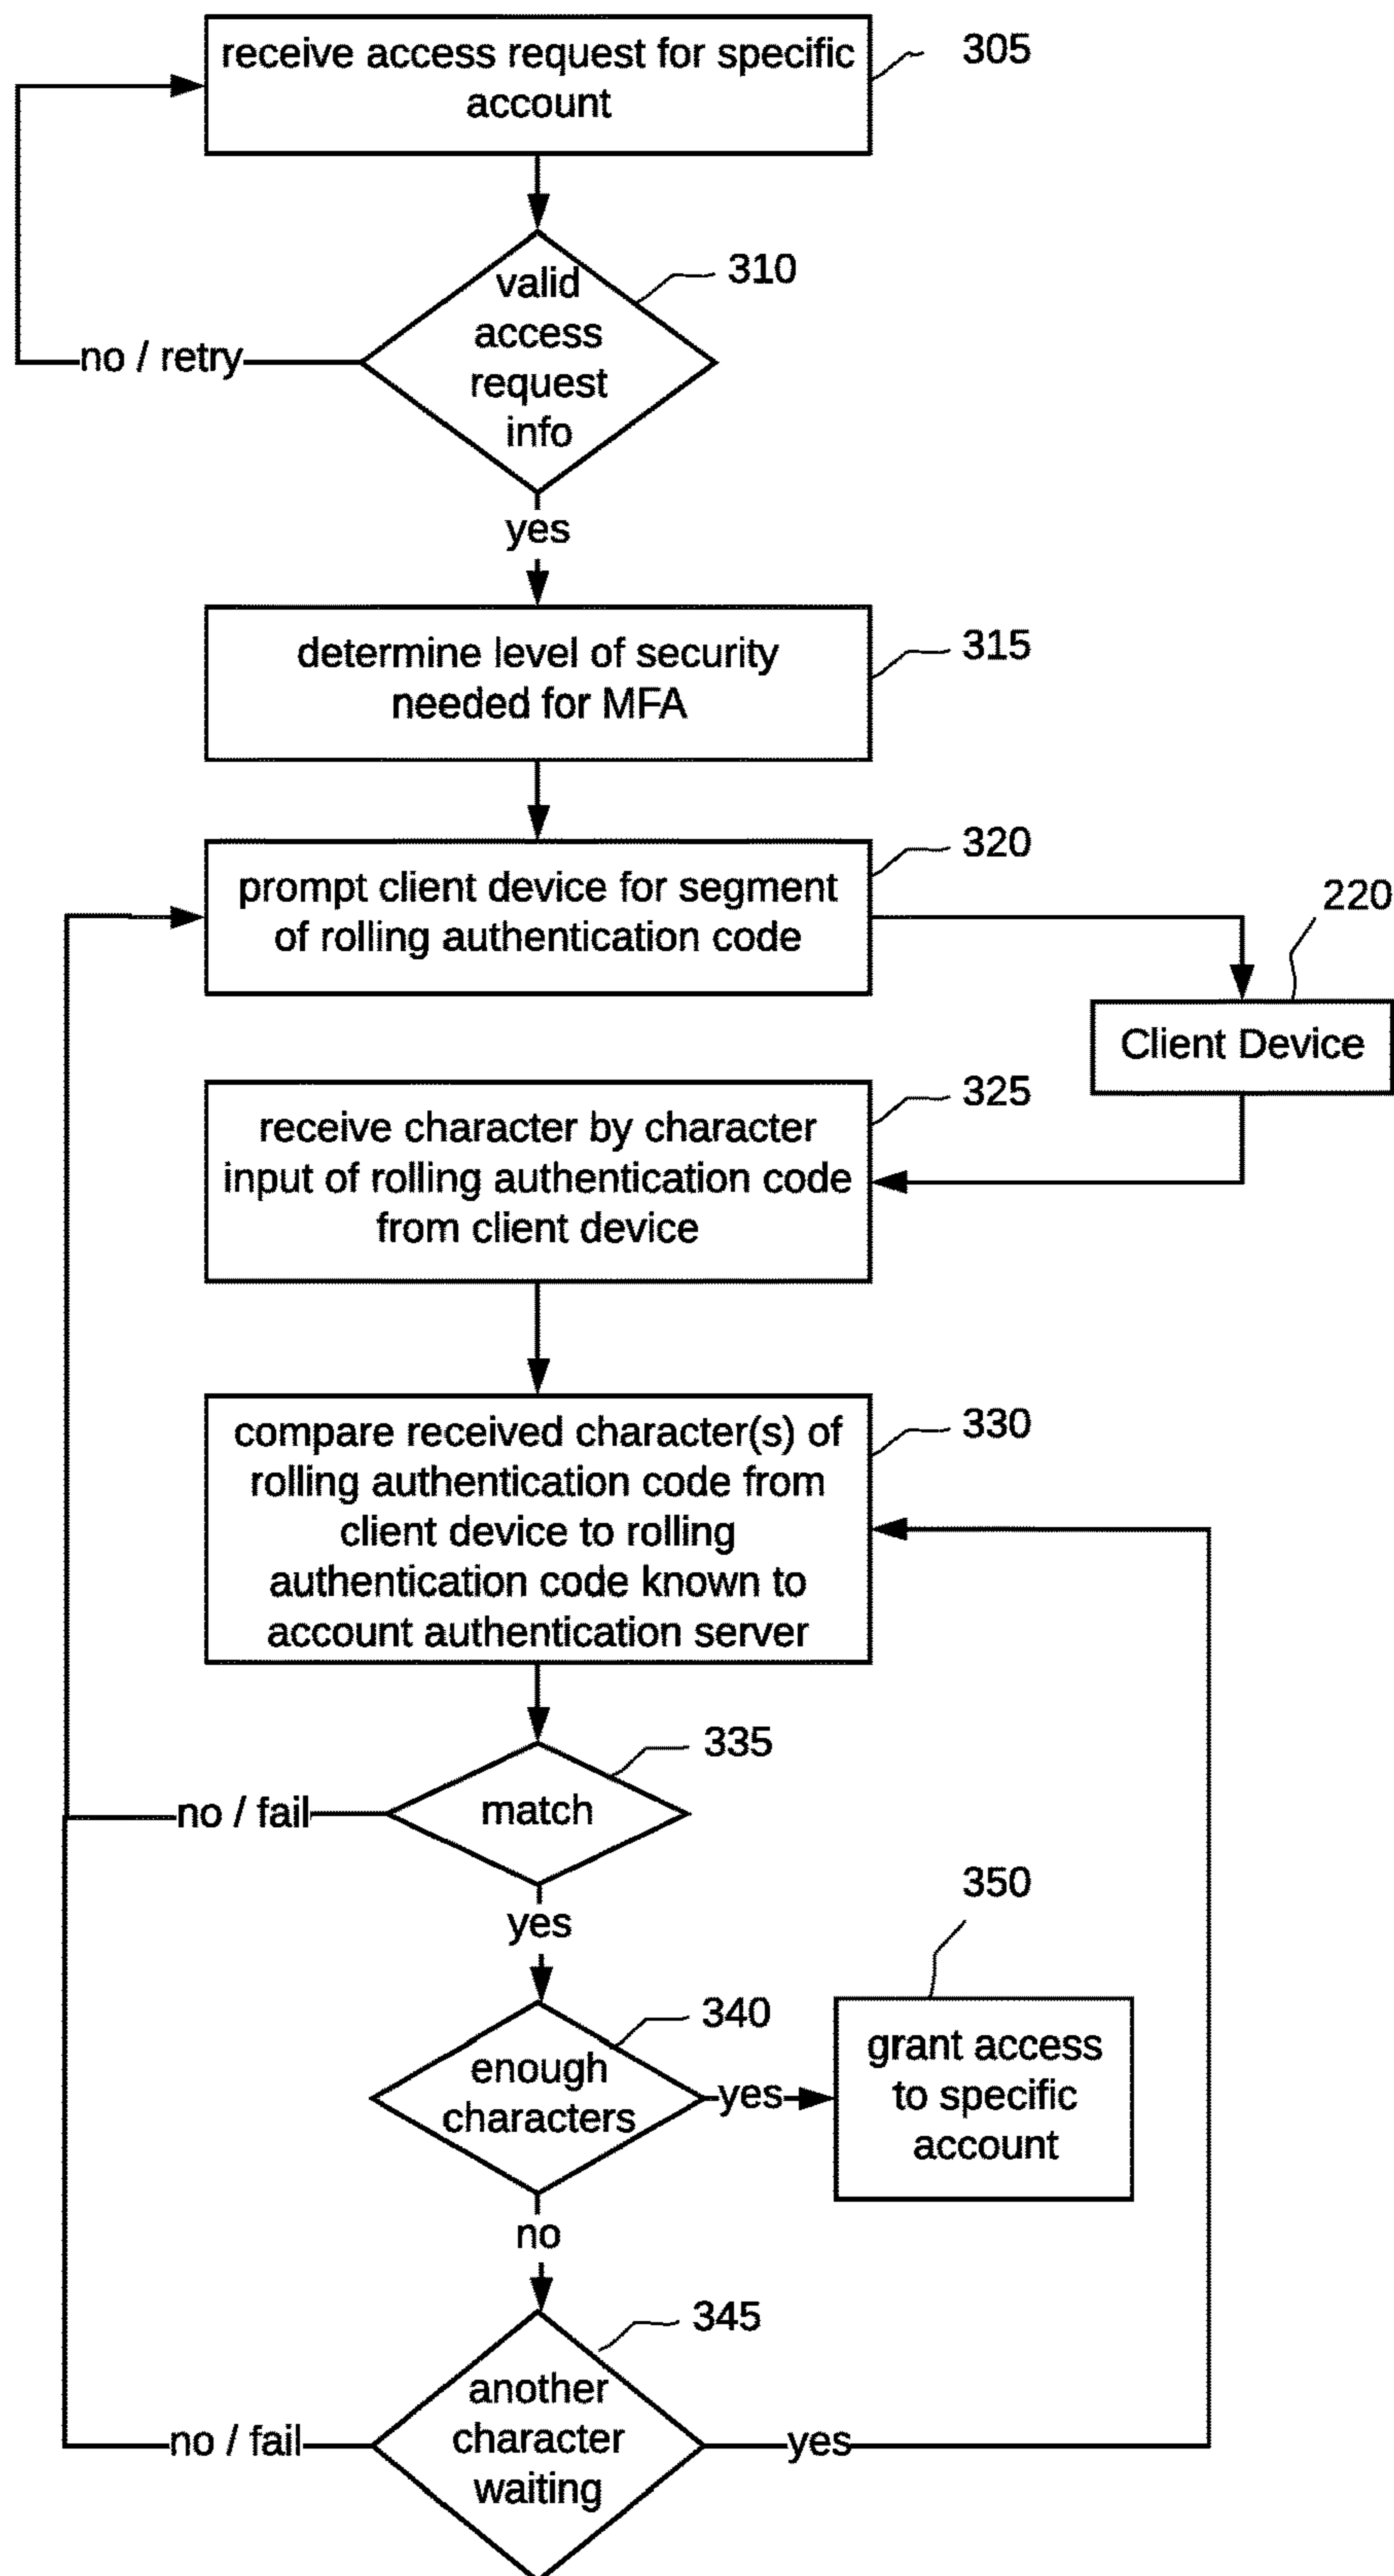 receive access request for specific
account
305
valid
access
request
info
310
no / retry
yes
determine level of security
needed for MFA
315
prompt client device for segment
of rolling authentication code
320
220
Client Device
receive character by character
input of rolling authentication code
from client device
325
compare received character(s) of
rolling authentication code from
client device to rolling
authentication code known to
account authentication server
330
match
335
no / fail
yes
350
enough
characters
340
yes
grant access
to specific
account
no
another
character
waiting
345
no / fail
yes